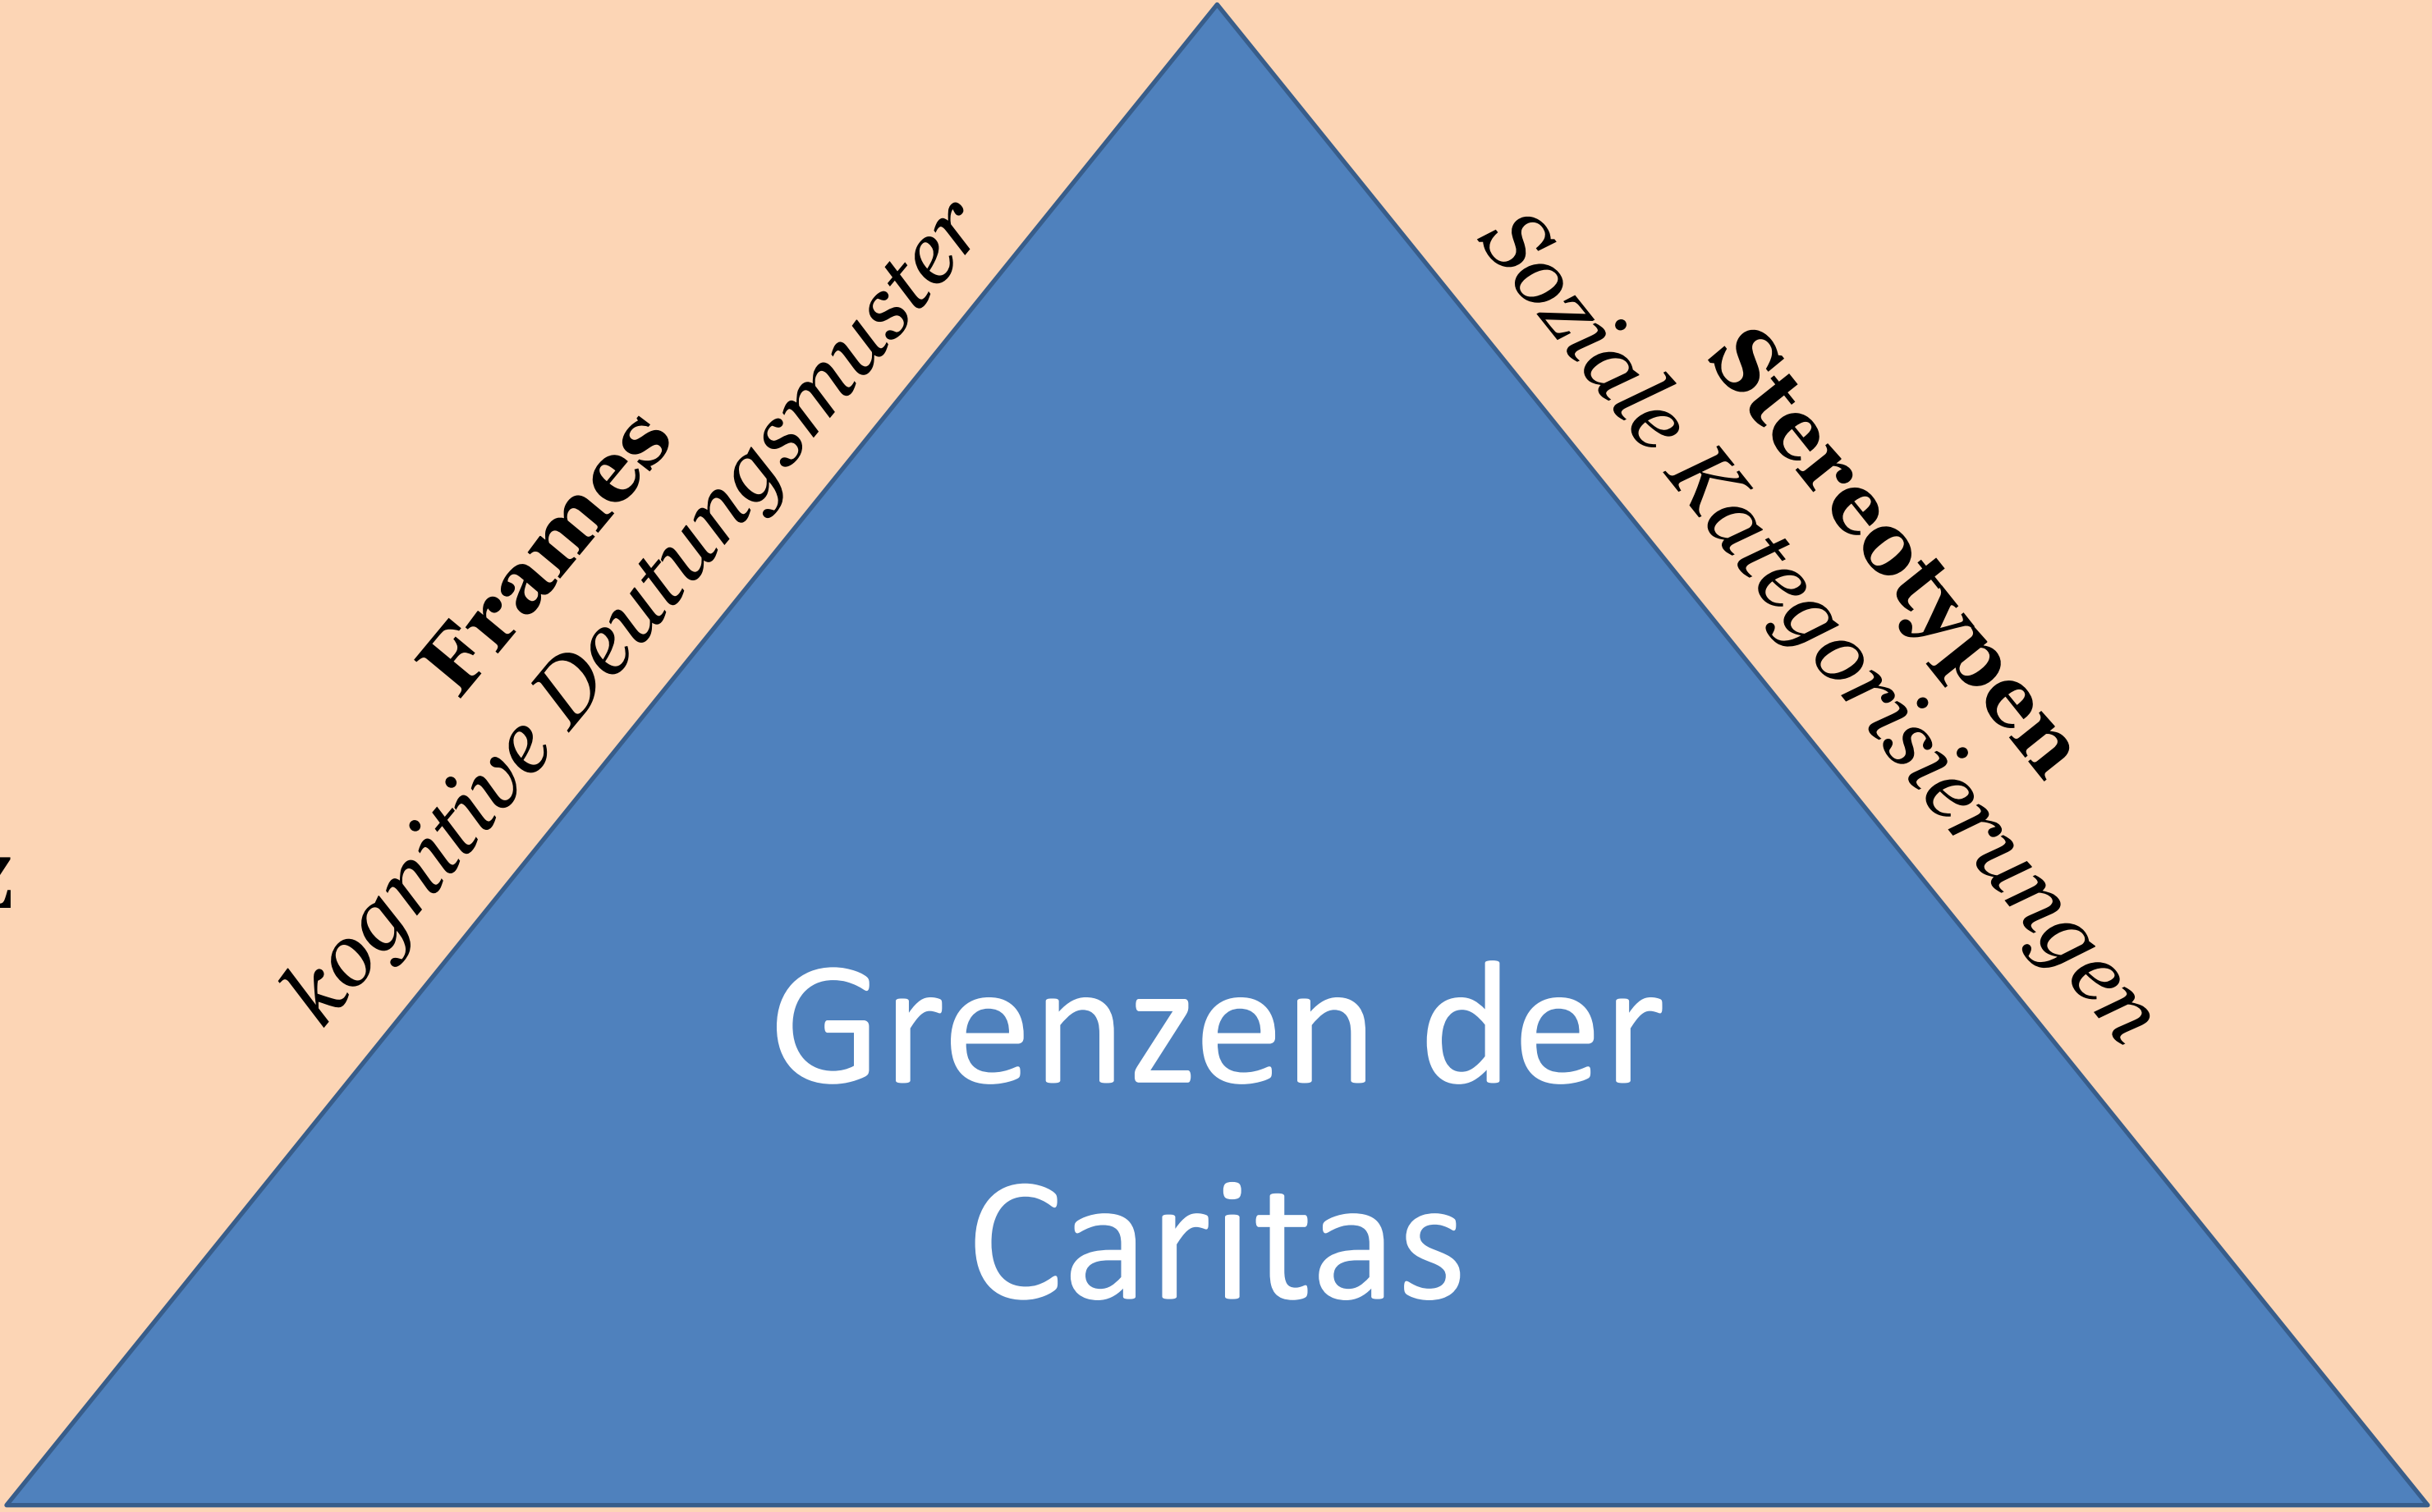 Frames
kognitive Deutungsmuster
Stereotypen
Soziale Kategorisierungen
Grenzen der
Caritas